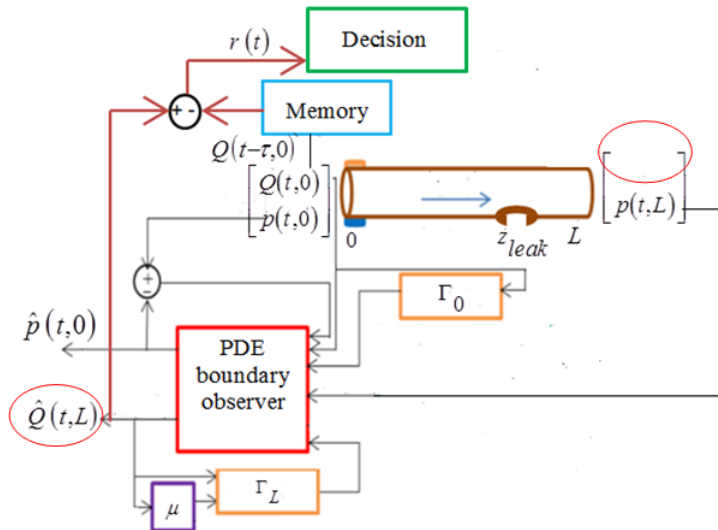 r(t)
Decision
+ -
Memory
Q(t-τ,0)
[Q(t,0)
p(t,0)]
0
z_leak
L
[p(t,L)]
+
-
Γ_0
p̂(t,0)
PDE
boundary
observer
Q̂(t,L)
Γ_L
μ